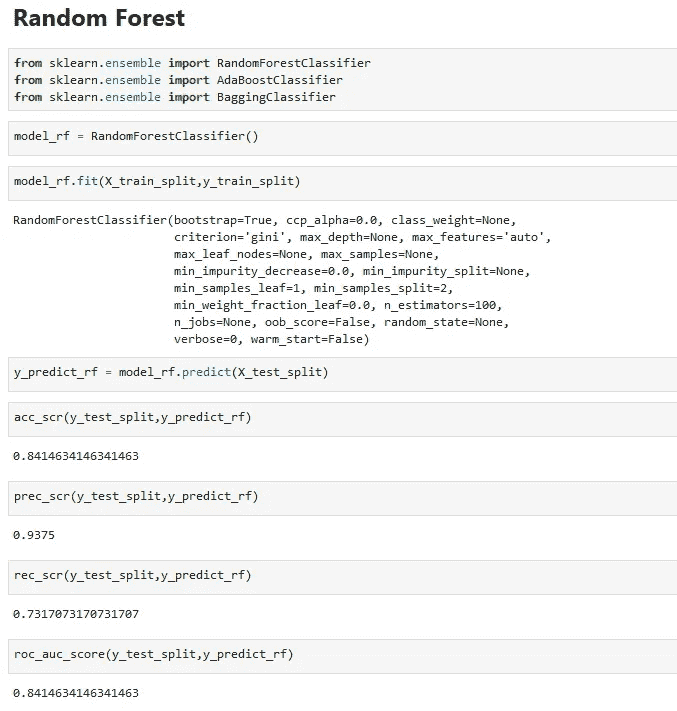 Random Forest
from sklearn.ensemble import RandomForestClassifier
from sklearn.ensemble import AdaBoostClassifier
from sklearn.ensemble import BaggingClassifier
model_rf = RandomForestClassifier()
model_rf.fit(X_train_split,y_train_split)
RandomForestClassifier(bootstrap=True, ccp_alpha=0.0, class_weight=None,
criterion='gini', max_depth=None, max_features='auto',
max_leaf_nodes=None, max_samples=None,
min_impurity_decrease=0.0, min_impurity_split=None,
min_samples_leaf=1, min_samples_split=2,
min_weight_fraction_leaf=0.0, n_estimators=100,
n_jobs=None, oob_score=False, random_state=None,
verbose=0, warm_start=False)
y_predict_rf = model_rf.predict(X_test_split)
acc_scr(y_test_split,y_predict_rf)
0.8414634146341463
prec_scr(y_test_split,y_predict_rf)
0.9375
rec_scr(y_test_split,y_predict_rf)
0.7317073170731707
roc_auc_score(y_test_split,y_predict_rf)
0.8414634146341463